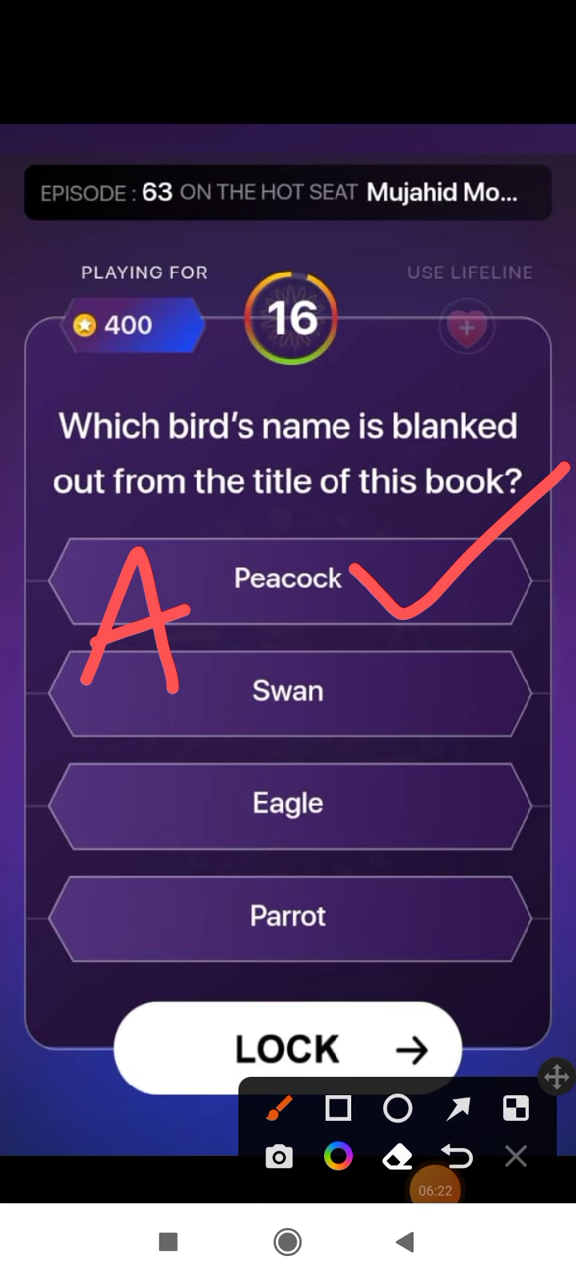 EPISODE : 63 ON THE HOT SEAT Mujahid Mo...
PLAYING FOR
USE LIFELINE
400
16
Which bird's name is blanked
out from the title of this book?
Peacock
A
Swan
Eagle
Parrot
LOCK
06:22